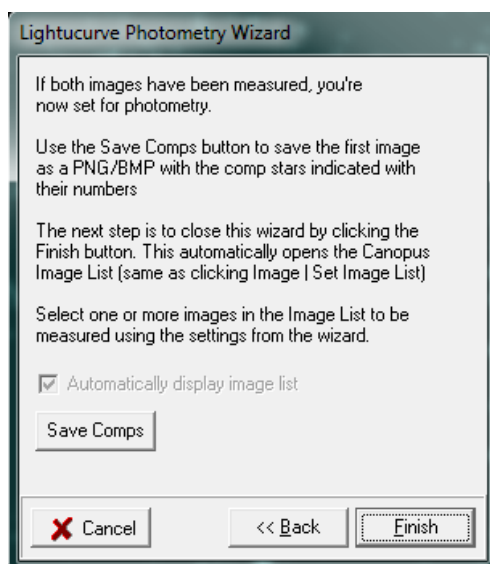 Lightucurve Photometry Wizard
If both images have been measured, you're
now set for photometry.
Use the Save Comps button to save the first image
as a PNG/BMP with the comp stars indicated with
their numbers
The next step is to close this wizard by clicking the
Finish button. This automatically opens the Canopus
Image List (same as clicking Image | Set Image List)
Select one or more images in the Image List to be
measured using the settings from the wizard.
Automatically display image list
Save Comps
Cancel
<< Back
Finish